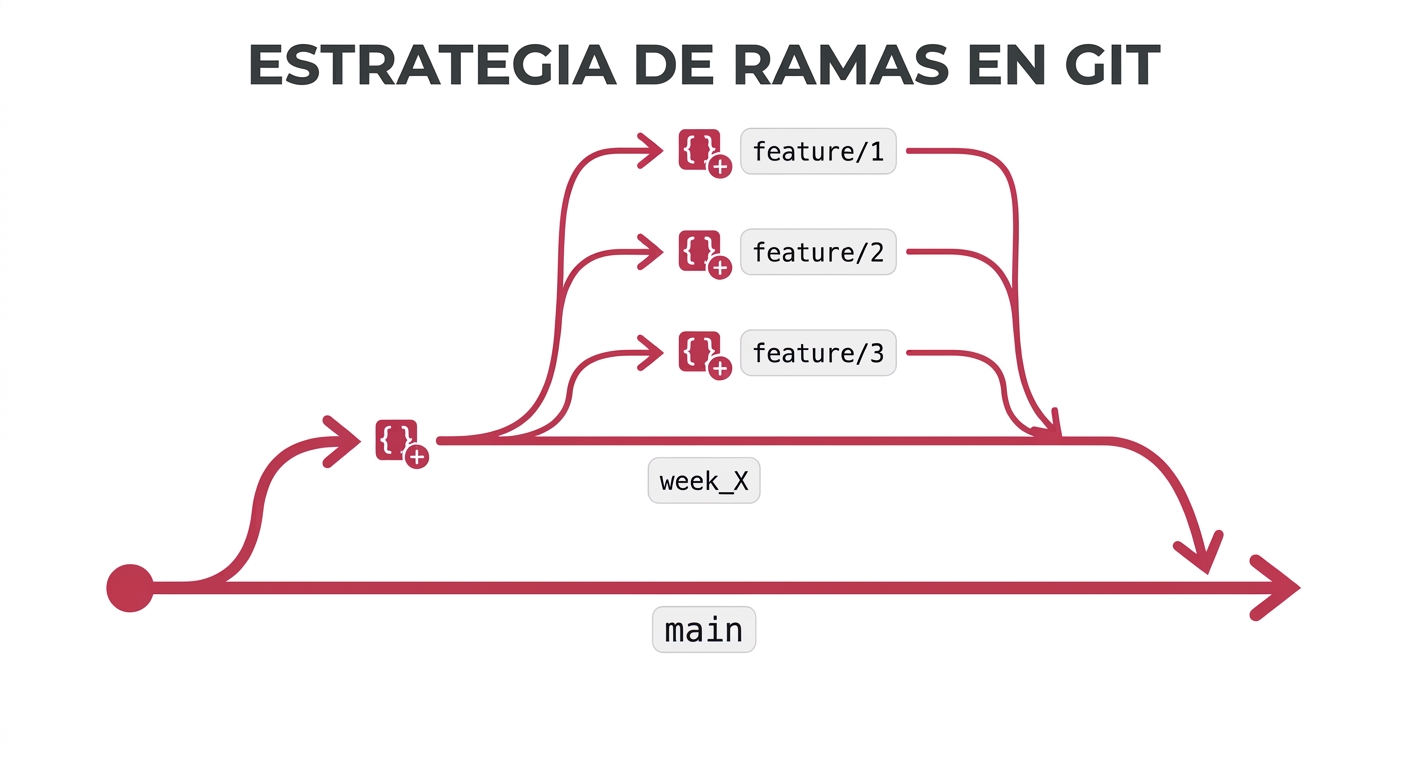 ESTRATEGIA DE RAMAS EN GIT
{} feature/1
{} feature/2
{} feature/3
{}
week_X
main